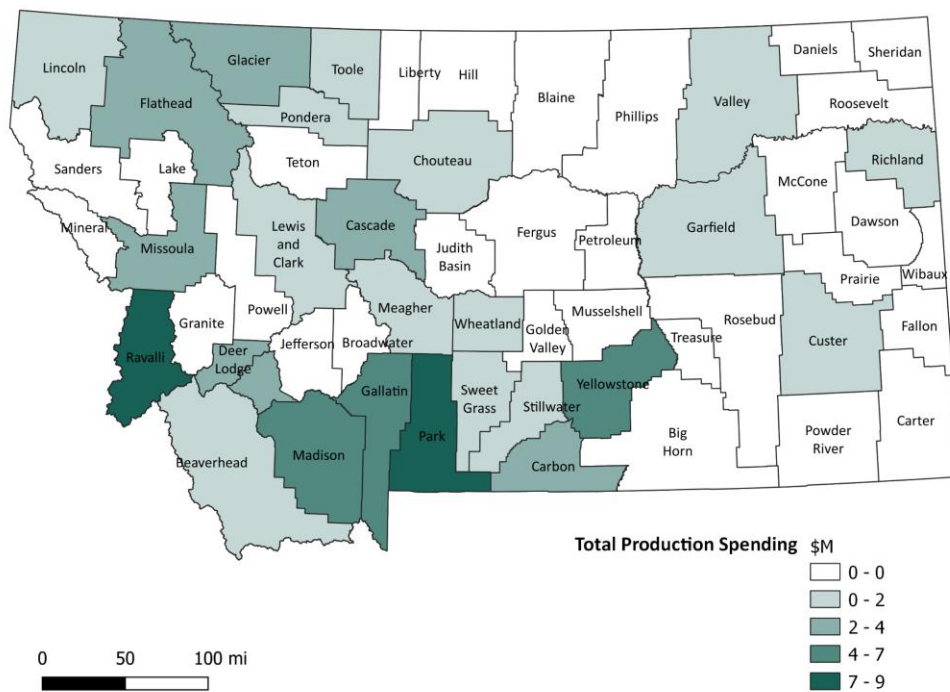 Daniels
Sheridan
Lincoln
Glacier
Toole
Liberty
Hill
Blaine
Phillips
Valley
Roosevelt
Flathead
Pondera
Teton
Chouteau
Richland
Sanders
Lake
McCone
Dawson
Mineral
Missoula
Lewis
and
Clark
Cascade
Judith
Basin
Fergus
Petroleum
Garfield
Prairie
Wibaux
Powell
Granite
Meagher
Wheatland
Golden
Valley
Musselshell
Treasure
Rosebud
Custer
Fallon
Ravalli
Deer
Lodge
Jefferson
Broadwater
Gallatin
Park
Sweet
Grass
Stillwater
Yellowstone
Big
Horn
Powder
River
Carter
Beaverhead
Madison
Carbon
Total Production Spending $M
0 - 0
0 - 2
2 - 4
4 - 7
7 - 9
0 50 100 mi